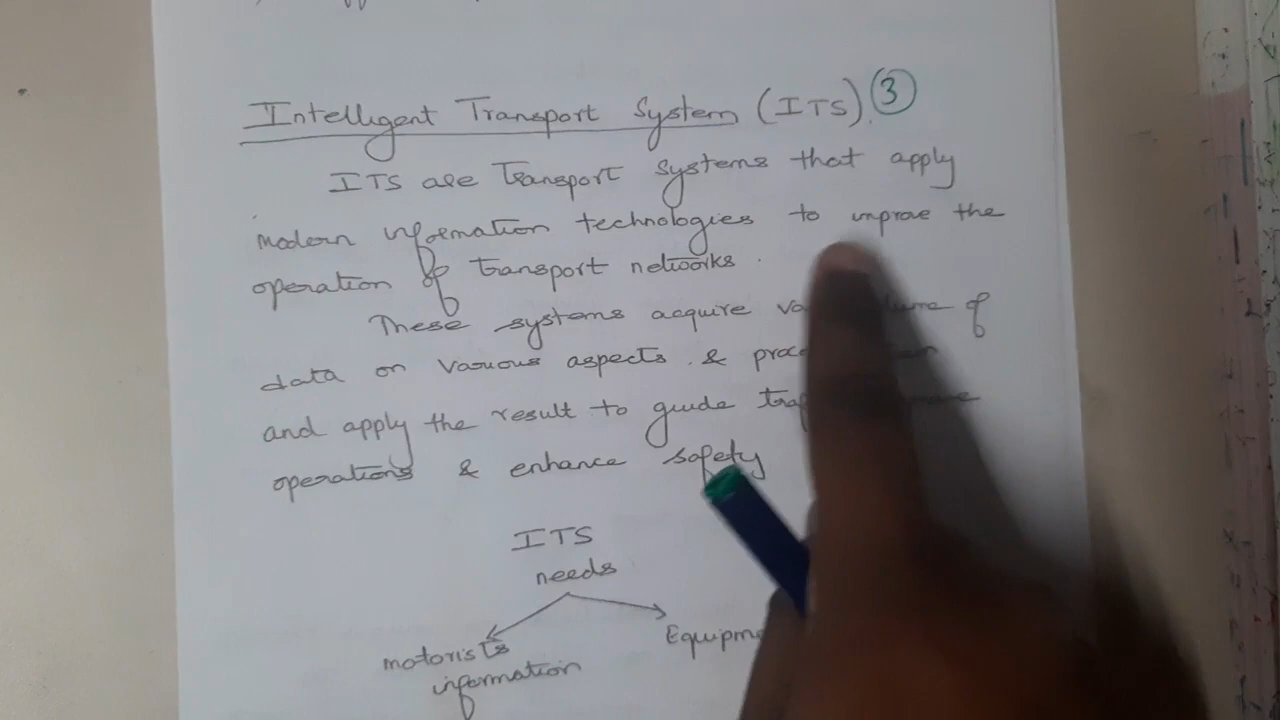 Intelligent Transport System (ITS). 3
ITS are Transport systems that apply
modern information technologies to improve the
operation of transport networks.
These systems acquire of
data on various aspects. &
and apply the result to guide
operations & enhance safety
ITS
needs
motorists
information